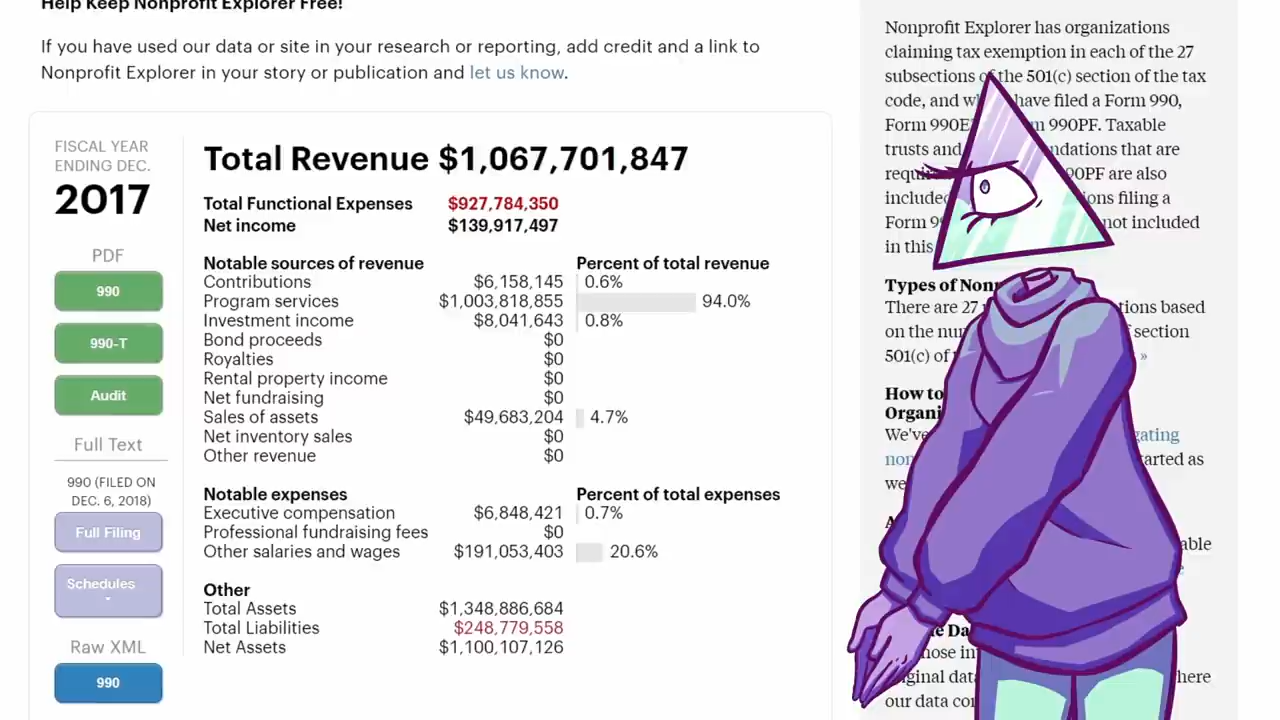 Help Keep Nonprofit Explorer Free!
If you have used our data or site in your research or reporting, add credit and a link to
Nonprofit Explorer in your story or publication and let us know.
FISCAL YEAR
ENDING DEC.
2017
PDF
990
990-T
Audit
Full Text
990 (FILED ON
DEC. 6, 2018)
Full Filing
Schedules
Raw XML
990
Total Revenue $1,067,701,847
Total Functional Expenses $927,784,350
Net income $139,917,497
Notable sources of revenue Percent of total revenue
Contributions $6,158,145 0.6%
Program services $1,003,818,855 94.0%
Investment income $8,041,643 0.8%
Bond proceeds $0
Royalties $0
Rental property income $0
Net fundraising $0
Sales of assets $49,683,204 4.7%
Net inventory sales $0
Other revenue $0
Notable expenses Percent of total expenses
Executive compensation $6,848,421 0.7%
Professional fundraising fees $0
Other salaries and wages $191,053,403 20.6%
Other
Total Assets $1,348,886,684
Total Liabilities $248,779,558
Net Assets $1,100,107,126
Nonprofit Explorer has organizations
claiming tax exemption in each of the 27
subsections of the 501(c) section of the tax
code, and have filed a Form 990,
Form 990PF. Taxable
trusts and that are
are also
included filing a
Form not included
in this
Types of
There are 27 based
on the section
501(c) of »
How to
We've
started as
we
our data